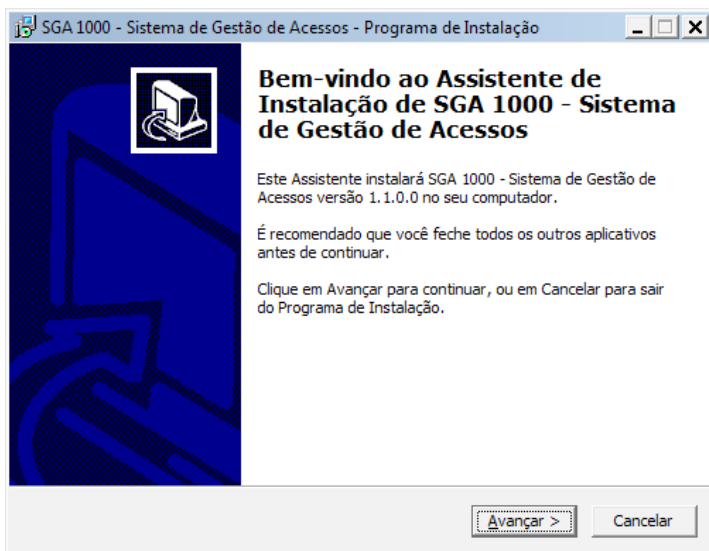 SGA 1000 - Sistema de Gestão de Acessos - Programa de Instalação
Bem-vindo ao Assistente de
Instalação de SGA 1000 - Sistema
de Gestão de Acessos
Este Assistente instalará SGA 1000 - Sistema de Gestão de
Acessos versão 1.1.0.0 no seu computador.
É recomendado que você feche todos os outros aplicativos
antes de continuar.
Clique em Avançar para continuar, ou em Cancelar para sair
do Programa de Instalação.
Avançar >
Cancelar